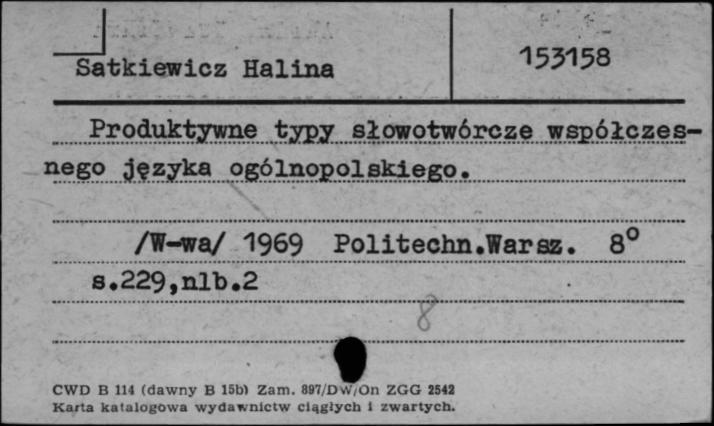 Satkiewicz Halina
153158
Produktywne typy słowotwórcze współczes-
nego języka ogólnopolskiego.
/W-wa/ 1969 Politechn.Warsz. 8°
s.229,nlb.2
8
CWD B 114 (dawny B 15b) Zam. 897/DW/On ZGG 2542
Karta katalogowa wydawnictw ciągłych i zwartych.